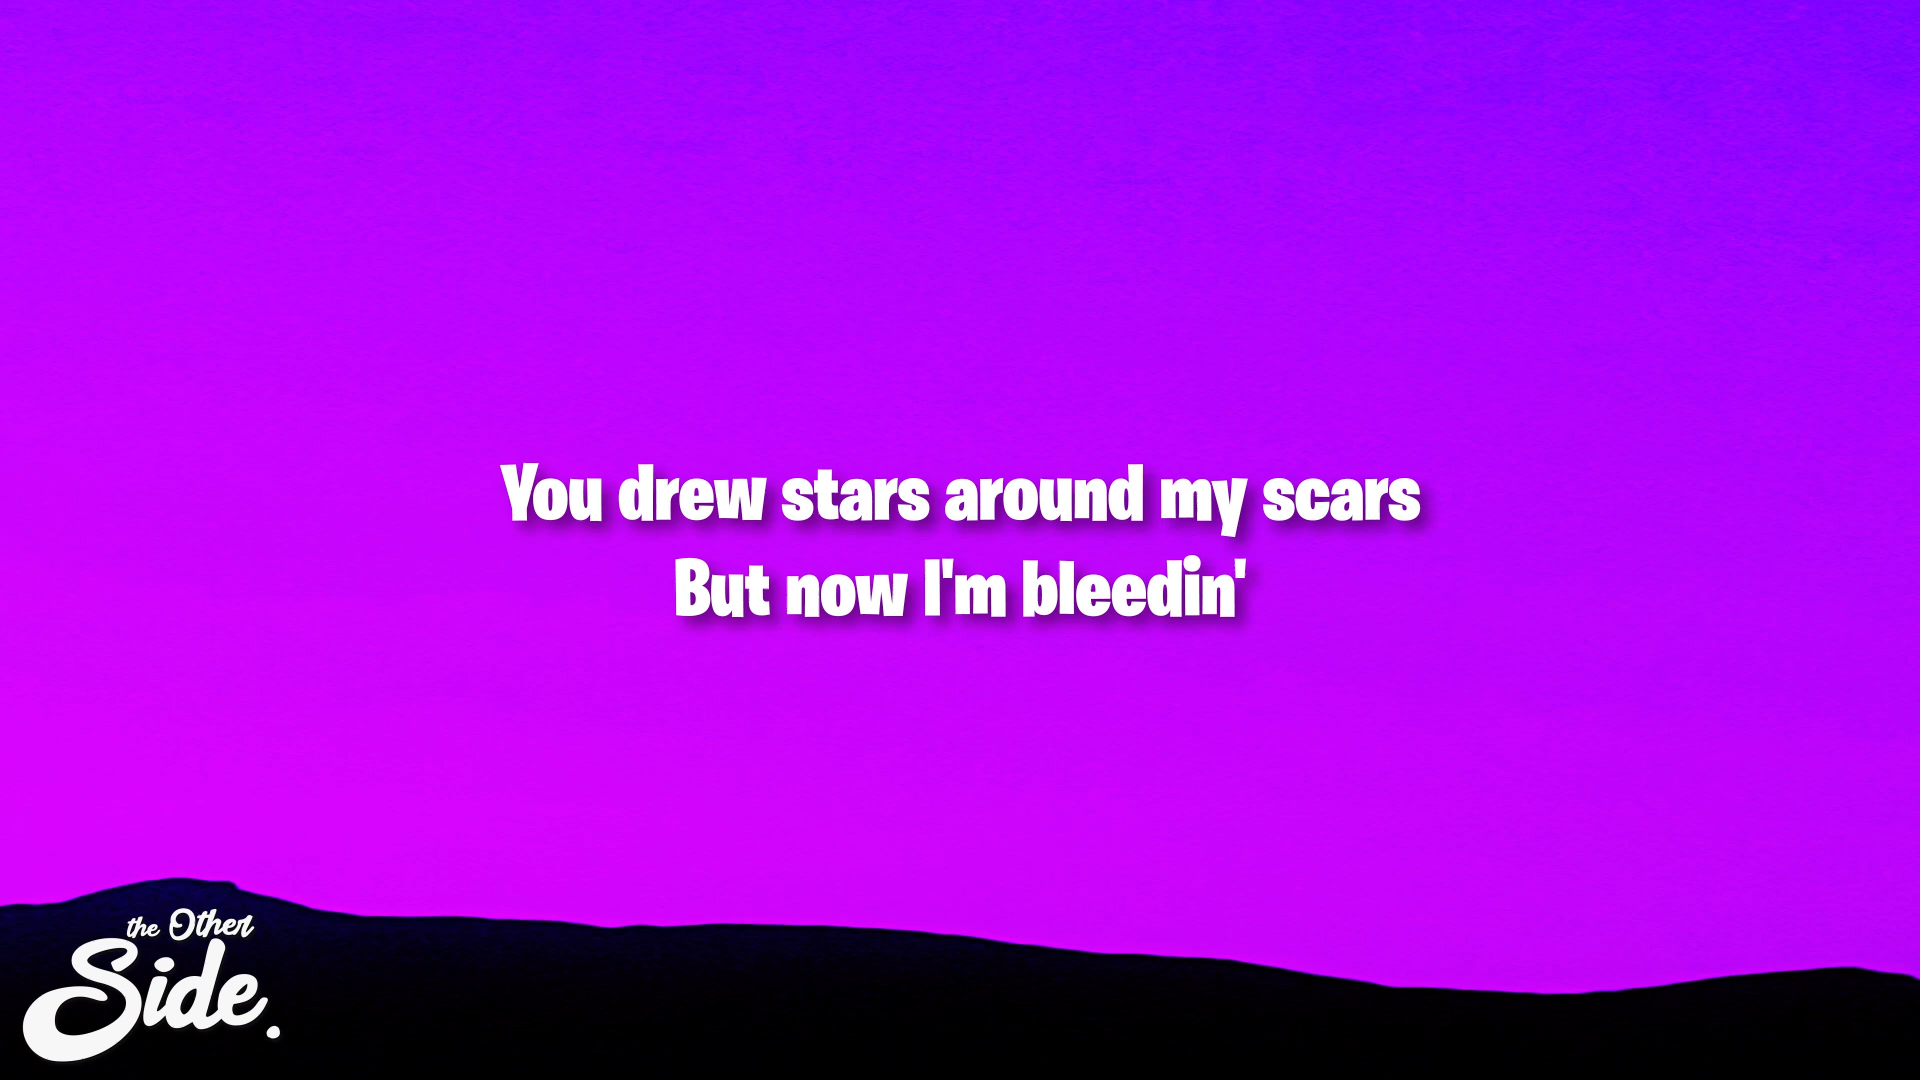 You drew stars around my scars
But now I'm bleedin'
the Other
Side.